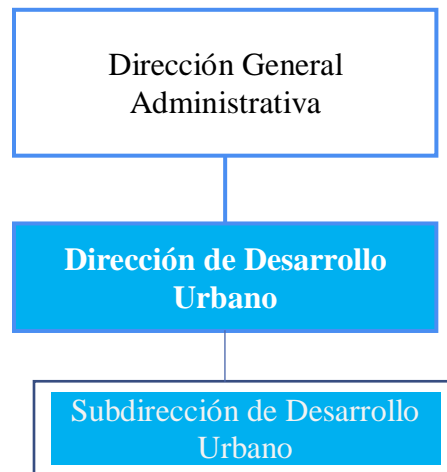 Dirección General
Administrativa
Dirección de Desarrollo
Urbano
Subdirección de Desarrollo
Urbano